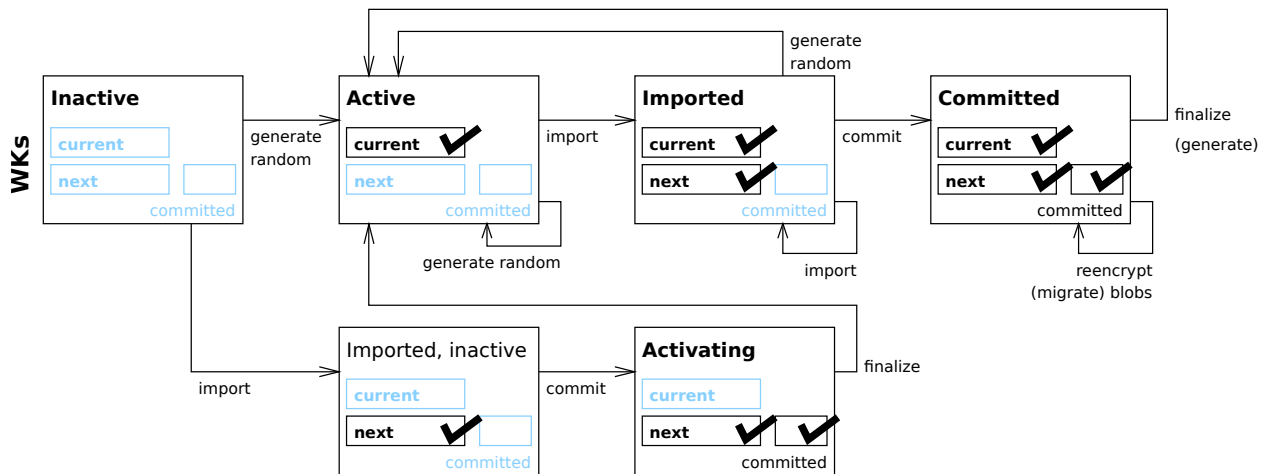 WKs
Inactive
current
next
committed
generate
random
Active
current
next
committed
generate random
import
Imported
current
next
committed
generate
random
import
commit
Committed
current
next
committed
reencrypt
(migrate) blobs
finalize
(generate)
import
Imported, inactive
current
next
committed
commit
Activating
current
next
committed
finalize